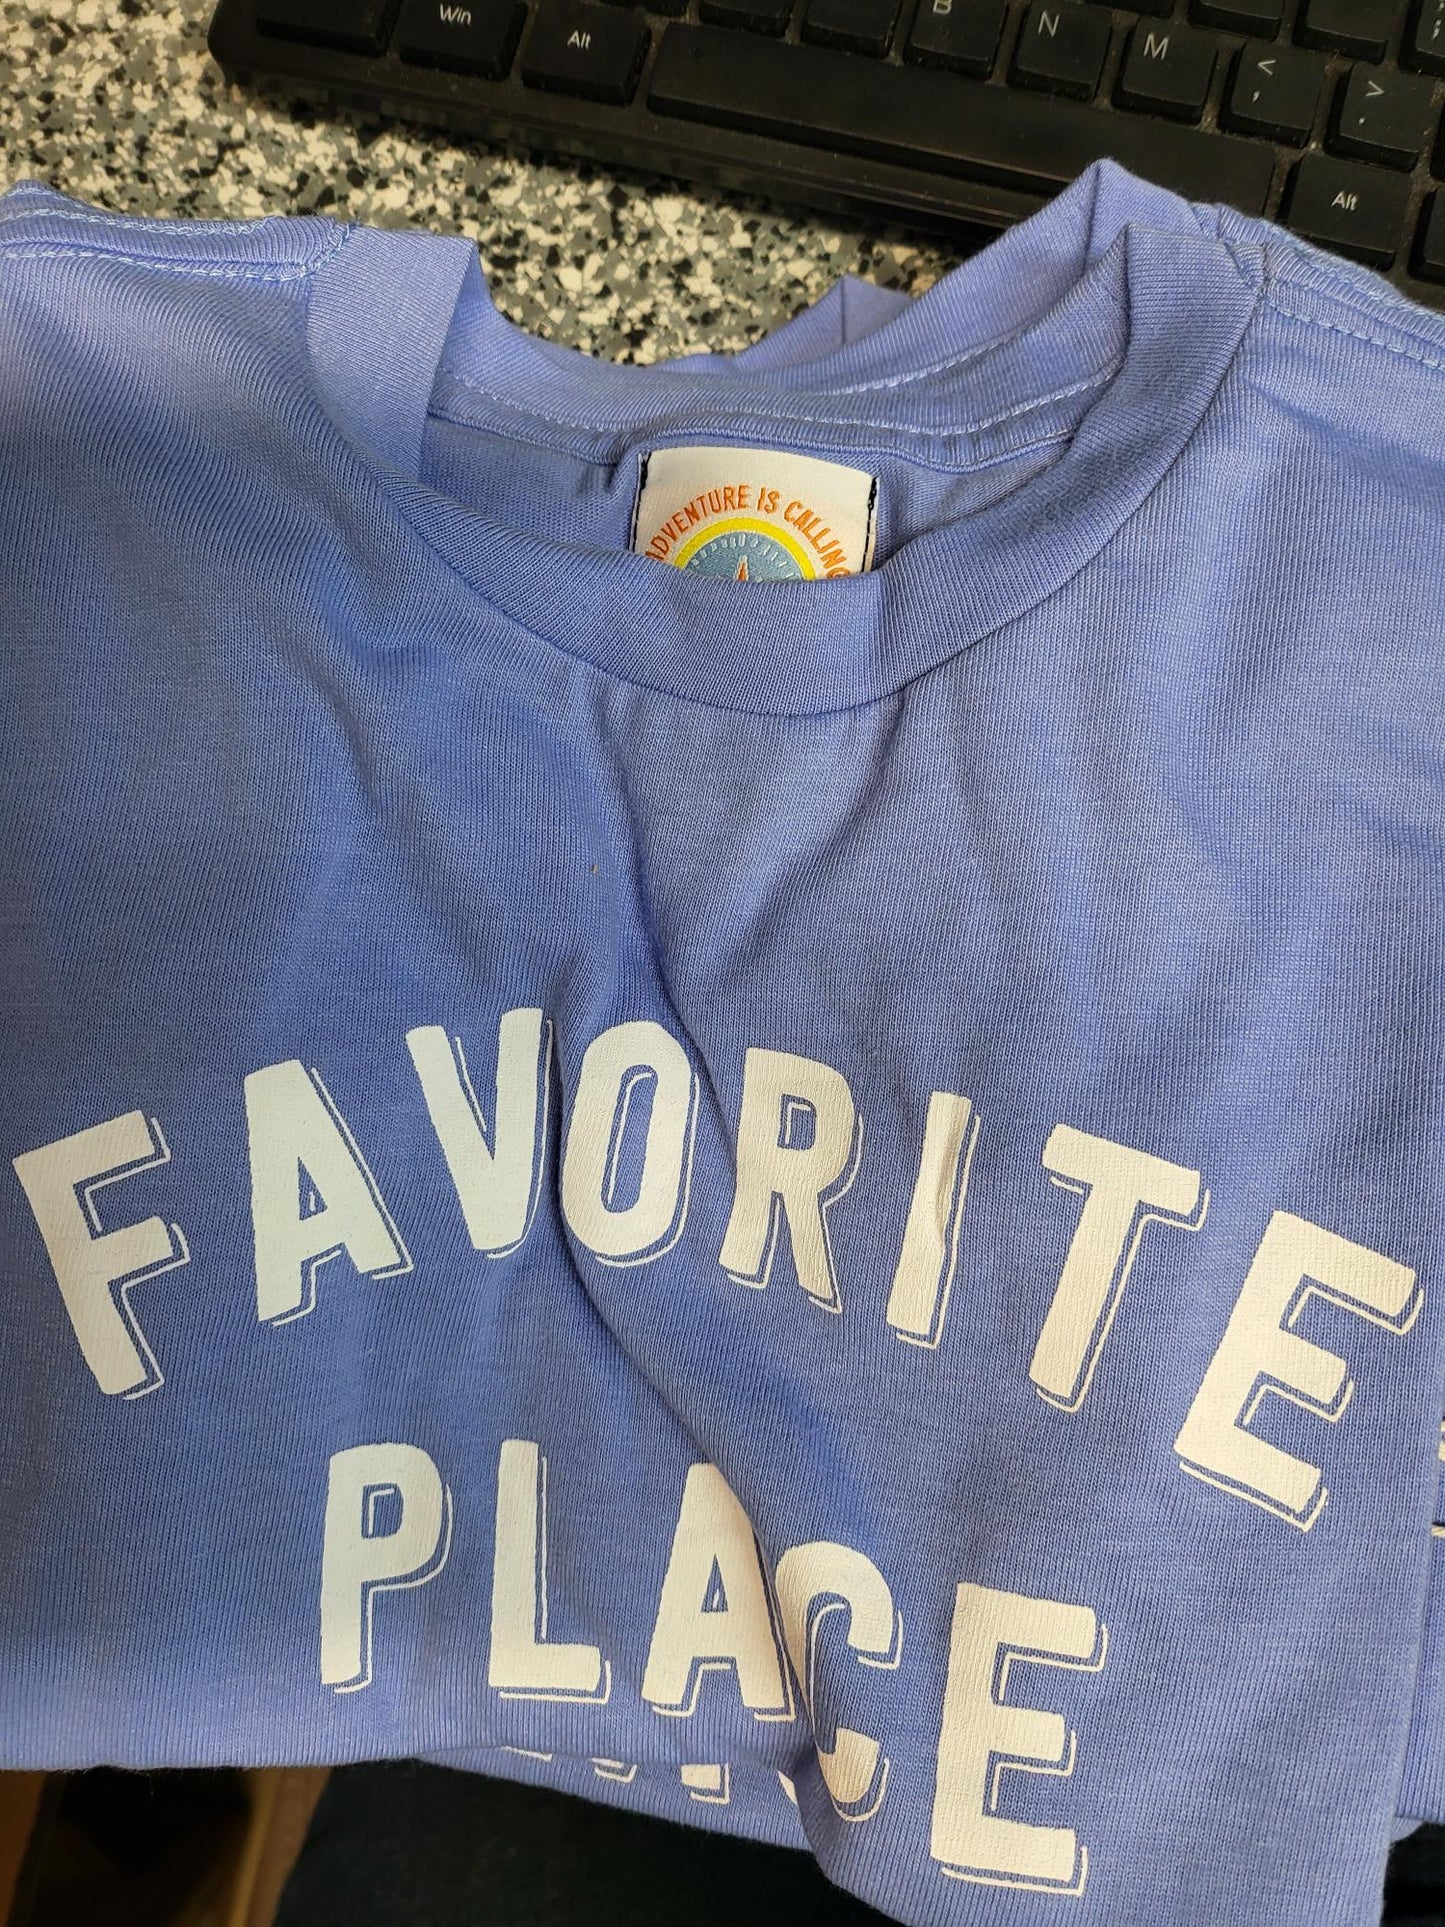 Win
Alt
B
N
M
<
,
>
.
Alt
ADVENTURE IS CALLING
FAVORITE
PLACE